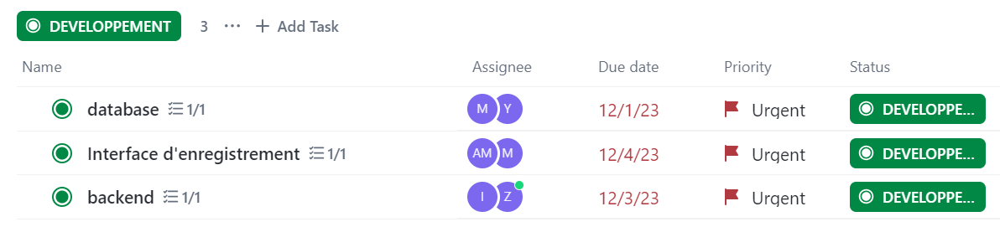 DEVELOPPEMENT 3 ... + Add Task
Name Assignee Due date Priority Status
database 1/1 M Y 12/1/23 Urgent DEVELOPPE...
Interface d'enregistrement 1/1 AM M 12/4/23 Urgent DEVELOPPE...
backend 1/1 I Z 12/3/23 Urgent DEVELOPPE...